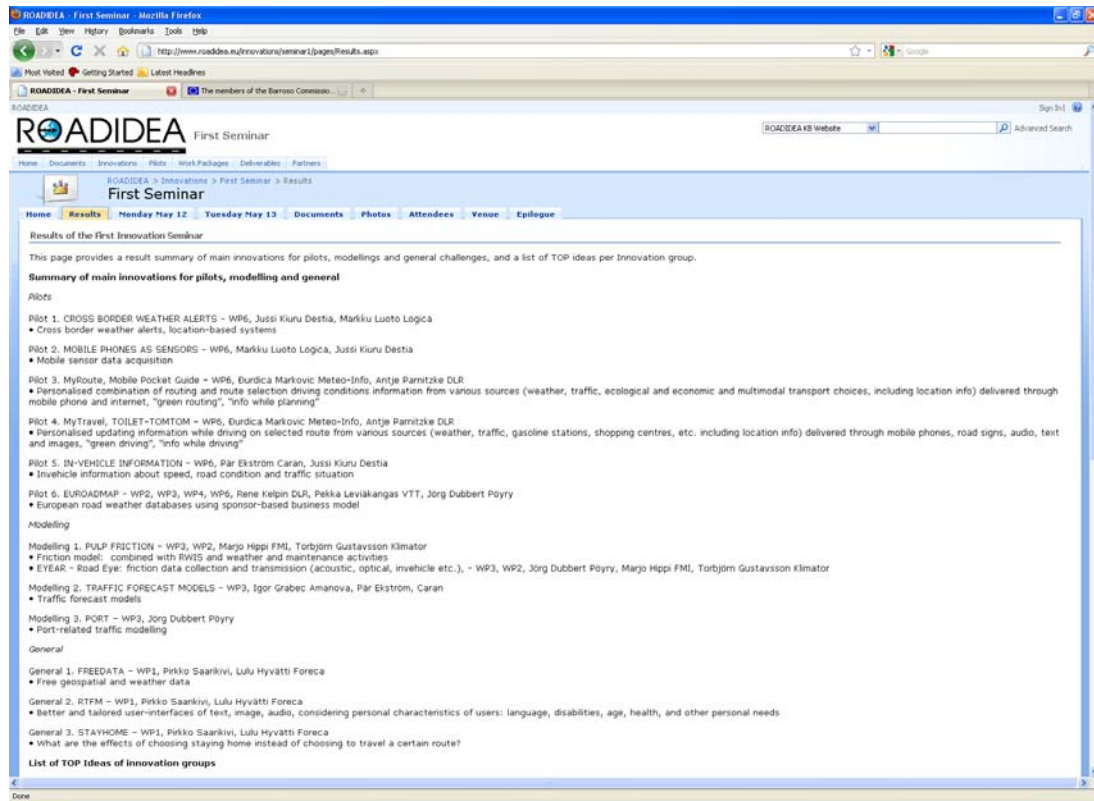 ROADIDEA - First Seminar - Mozilla Firefox
File Edit View History Bookmarks Tools Help
http://www.roadidea.eu/innovations/seminar1/pages/Results.aspx
Google
Most Visited Getting Started Latest Headlines
ROADIDEA - First Seminar The members of the Barroso Commissio...
ROADIDEA Sign In
ROADIDEA First Seminar
ROADIDEA KB Website Advanced Search
Home Documents Innovations Pilots Work Packages Deliverables Partners
ROADIDEA > Innovations > First Seminar > Results
First Seminar
Home Results Monday May 12 Tuesday May 13 Documents Photos Attendees Venue Epilogue
Results of the First Innovation Seminar
This page provides a result summary of main innovations for pilots, modellings and general challenges, and a list of TOP ideas per Innovation group.
Summary of main innovations for pilots, modelling and general
Pilots
Pilot 1. CROSS BORDER WEATHER ALERTS - WP6, Jussi Kiuru Destia, Markku Luoto Logica
• Cross border weather alerts, location-based systems
Pilot 2. MOBILE PHONES AS SENSORS - WP6, Markku Luoto Logica, Jussi Kiuru Destia
• Mobile sensor data acquisition
Pilot 3. MyRoute, Mobile Pocket Guide – WP6, Đurdica Markovic Meteo-Info, Antje Parnitzke DLR
• Personalised combination of routing and route selection driving conditions information from various sources (weather, traffic, ecological and economic and multimodal transport choices, including location info) delivered through
mobile phone and internet, "green routing", "info while planning"
Pilot 4. MyTravel, TOILET-TOMTOM – WP6, Đurdica Markovic Meteo-Info, Antje Parnitzke DLR
• Personalised updating information while driving on selected route from various sources (weather, traffic, gasoline stations, shopping centres, etc. including location info) delivered through mobile phones, road signs, audio, text
and images, "green driving", "info while driving"
Pilot 5. IN-VEHICLE INFORMATION - WP6, Pär Ekström Caran, Jussi Kiuru Destia
• Invehicle information about speed, road condition and traffic situation
Pilot 6. EUROADMAP - WP2, WP3, WP4, WP6, Rene Kelpin DLR, Pekka Leviäkangas VTT, Jörg Dubbert Pöyry
• European road weather databases using sponsor-based business model
Modelling
Modelling 1. PULP FRICTION – WP3, WP2, Marjo Hippi FMI, Torbjörn Gustavsson Klimator
• Friction model: combined with RWIS and weather and maintenance activities
• EYEAR - Road Eye: friction data collection and transmission (acoustic, optical, invehicle etc.), - WP3, WP2, Jörg Dubbert Pöyry, Marjo Hippi FMI, Torbjörn Gustavsson Klimator
Modelling 2. TRAFFIC FORECAST MODELS – WP3, Igor Grabec Amanova, Pär Ekström, Caran
• Traffic forecast models
Modelling 3. PORT – WP3, Jörg Dubbert Pöyry
• Port-related traffic modelling
General
General 1. FREEDATA – WP1, Pirkko Saarikivi, Lulu Hyvätti Foreca
• Free geospatial and weather data
General 2. RTFM – WP1, Pirkko Saarikivi, Lulu Hyvätti Foreca
• Better and tailored user-interfaces of text, image, audio, considering personal characteristics of users: language, disabilities, age, health, and other personal needs
General 3. STAYHOME – WP1, Pirkko Saarikivi, Lulu Hyvätti Foreca
• What are the effects of choosing staying home instead of choosing to travel a certain route?
List of TOP Ideas of innovation groups
Done